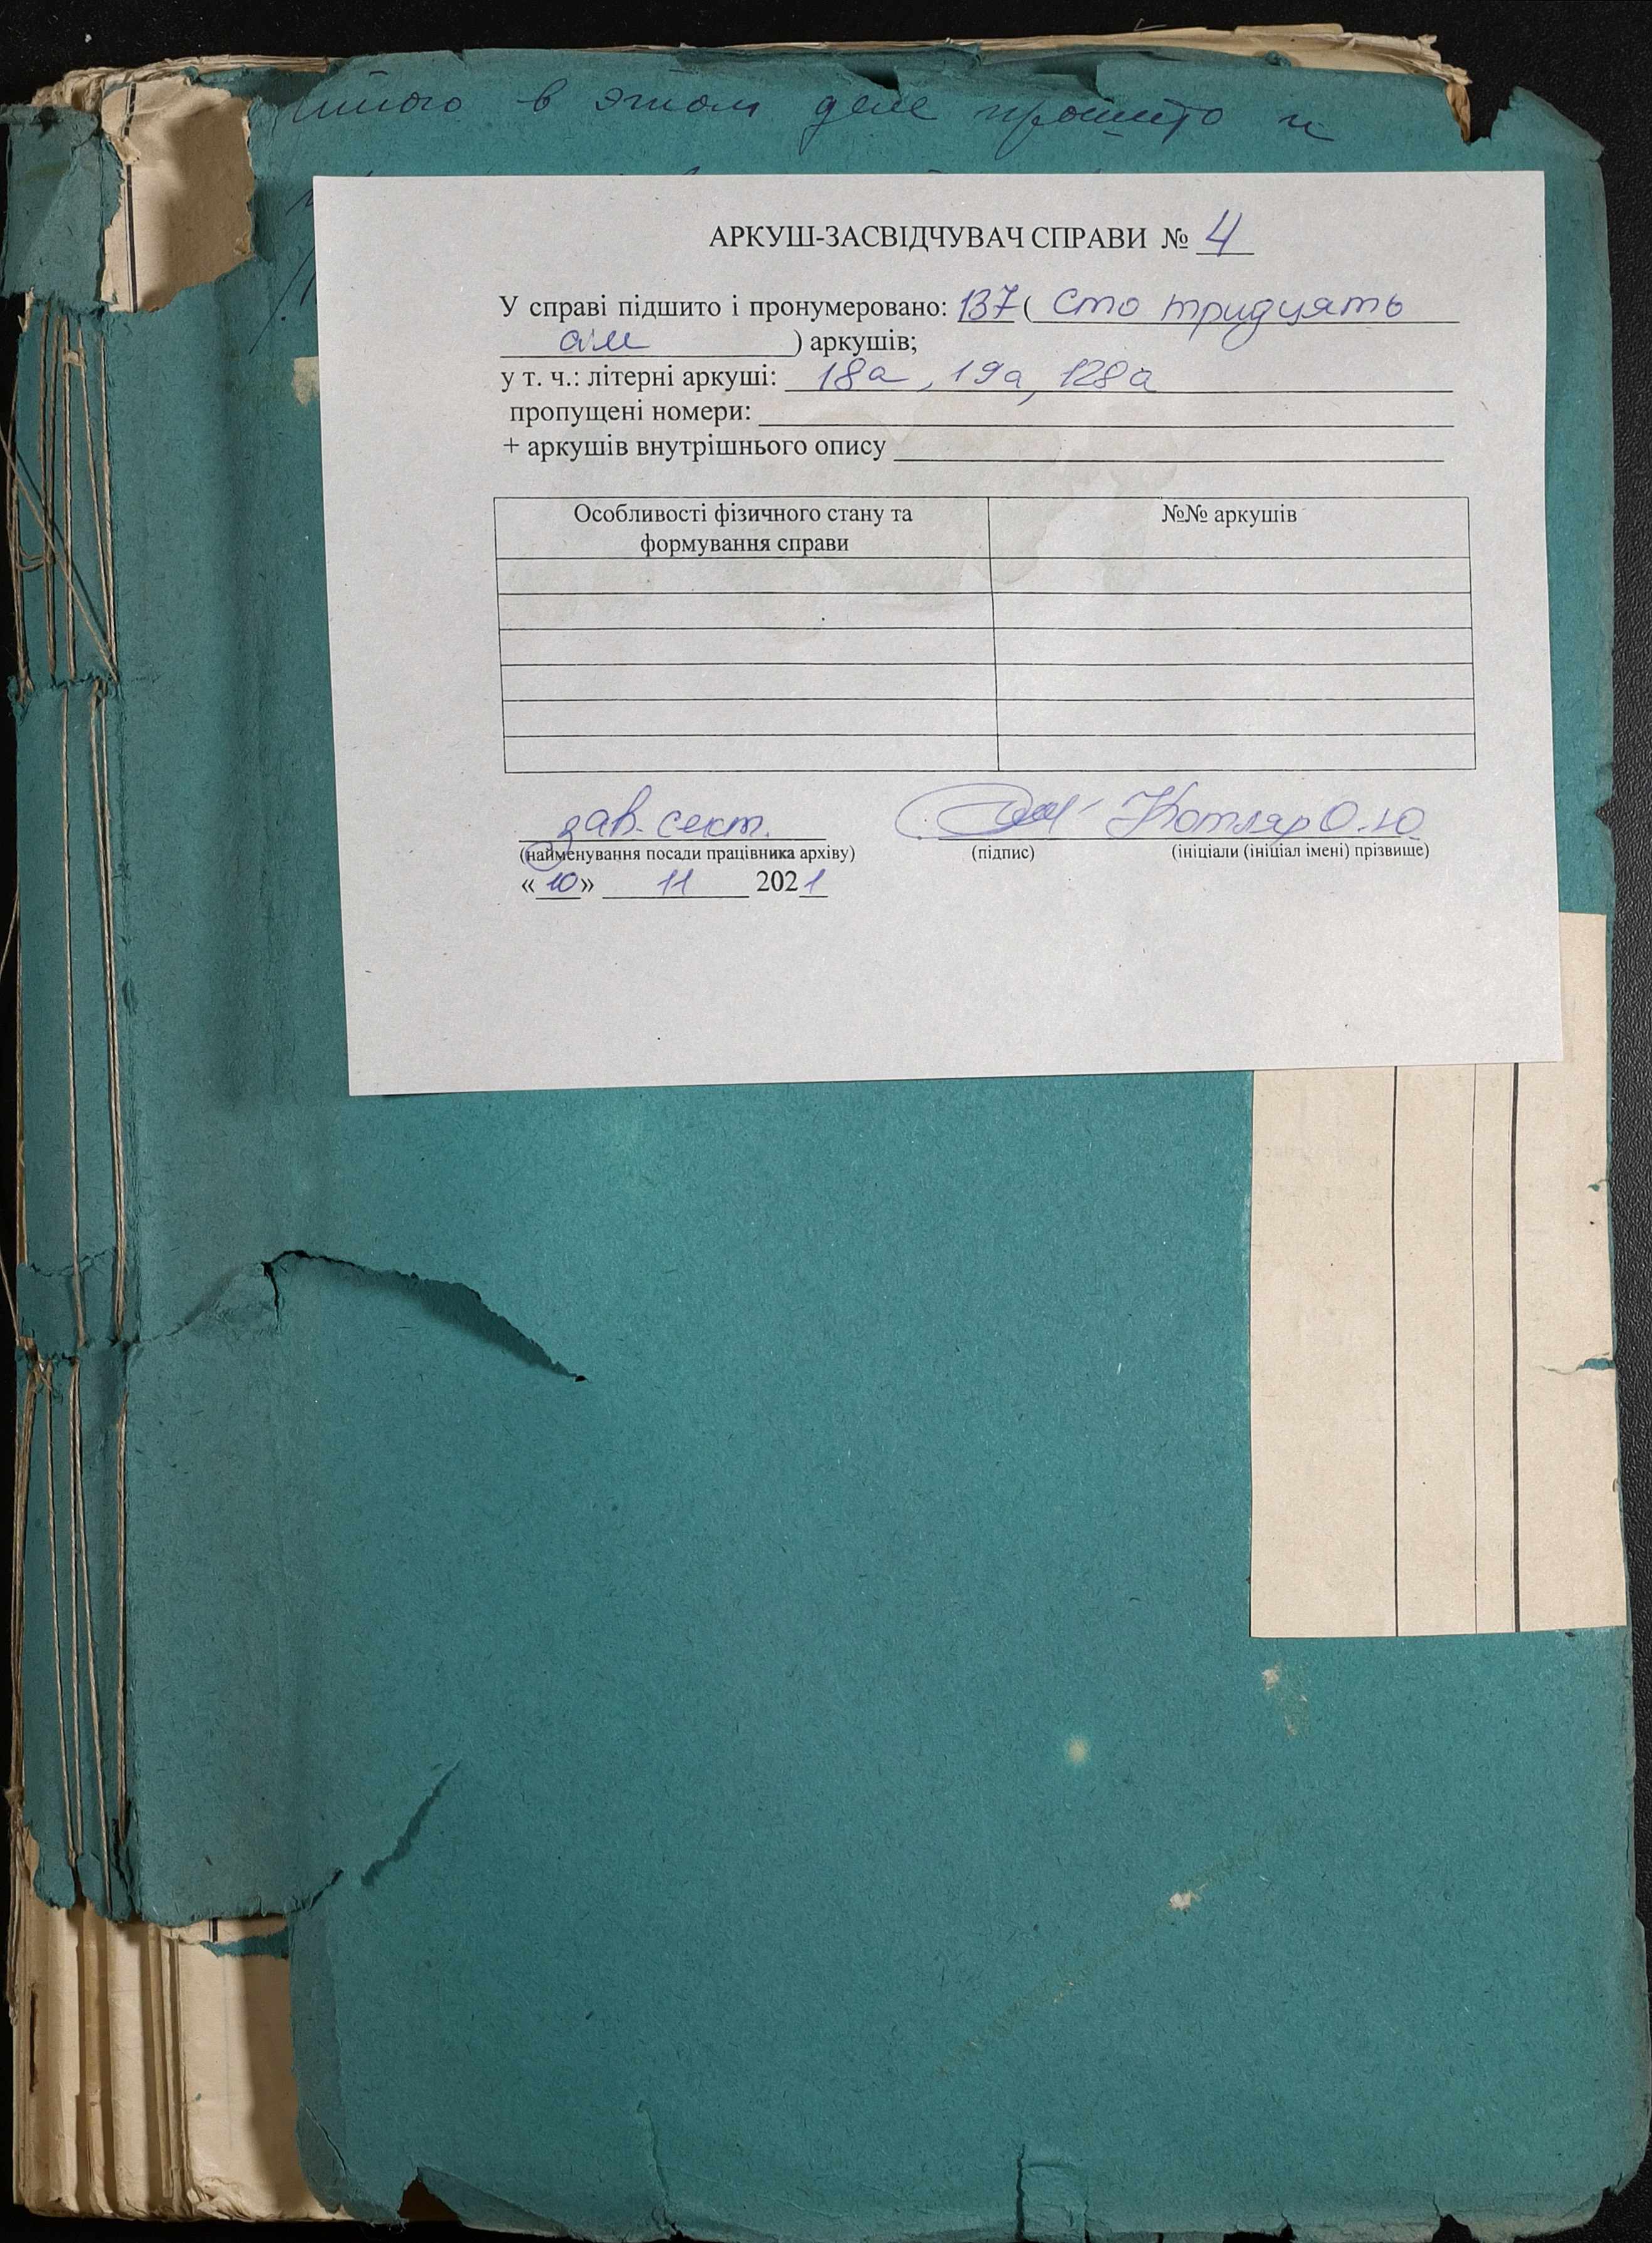 в этом деле прошито и
АРКУШ-ЗАСВІДЧУВАЧ СПРАВИ № 4
У справі підшито і пронумеровано: 137 ( Сто тридцять
сім ) аркушів;
у т. ч.: літерні аркуші: 18а, 19а, 128а
пропущені номери:
+ аркушів внутрішнього опису
Особливості фізичного стану та
формування справи
№№ аркушів
зав. сект. Котляр О.Ю
(найменування посади працівника архіву) (підпис) (ініціали (ініціал імені) прізвище)
« 10 » 11 2021